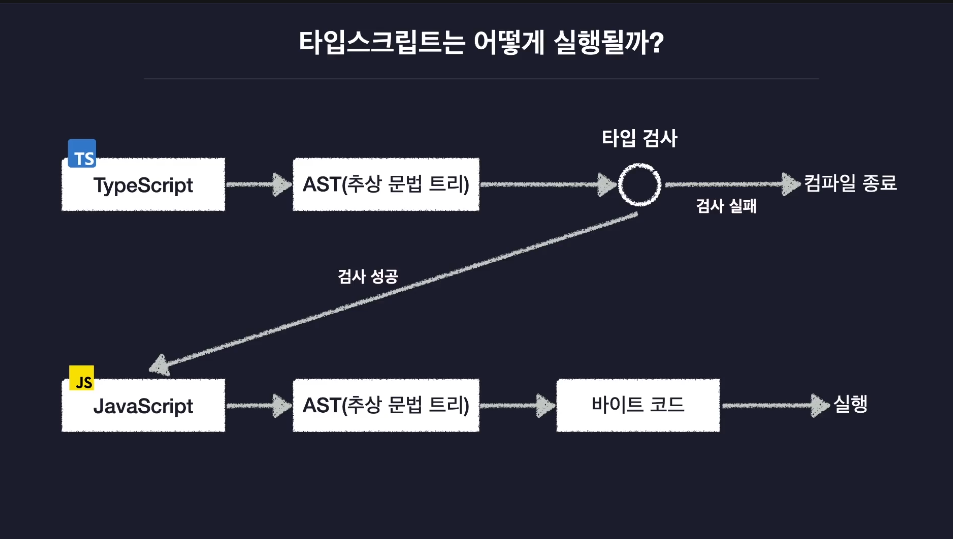 타입스크립트는 어떻게 실행될까?
타입 검사
TS
TypeScript
AST(추상 문법 트리)
컴파일 종료
검사 실패
검사 성공
JS
JavaScript
AST(추상 문법 트리)
바이트 코드
실행